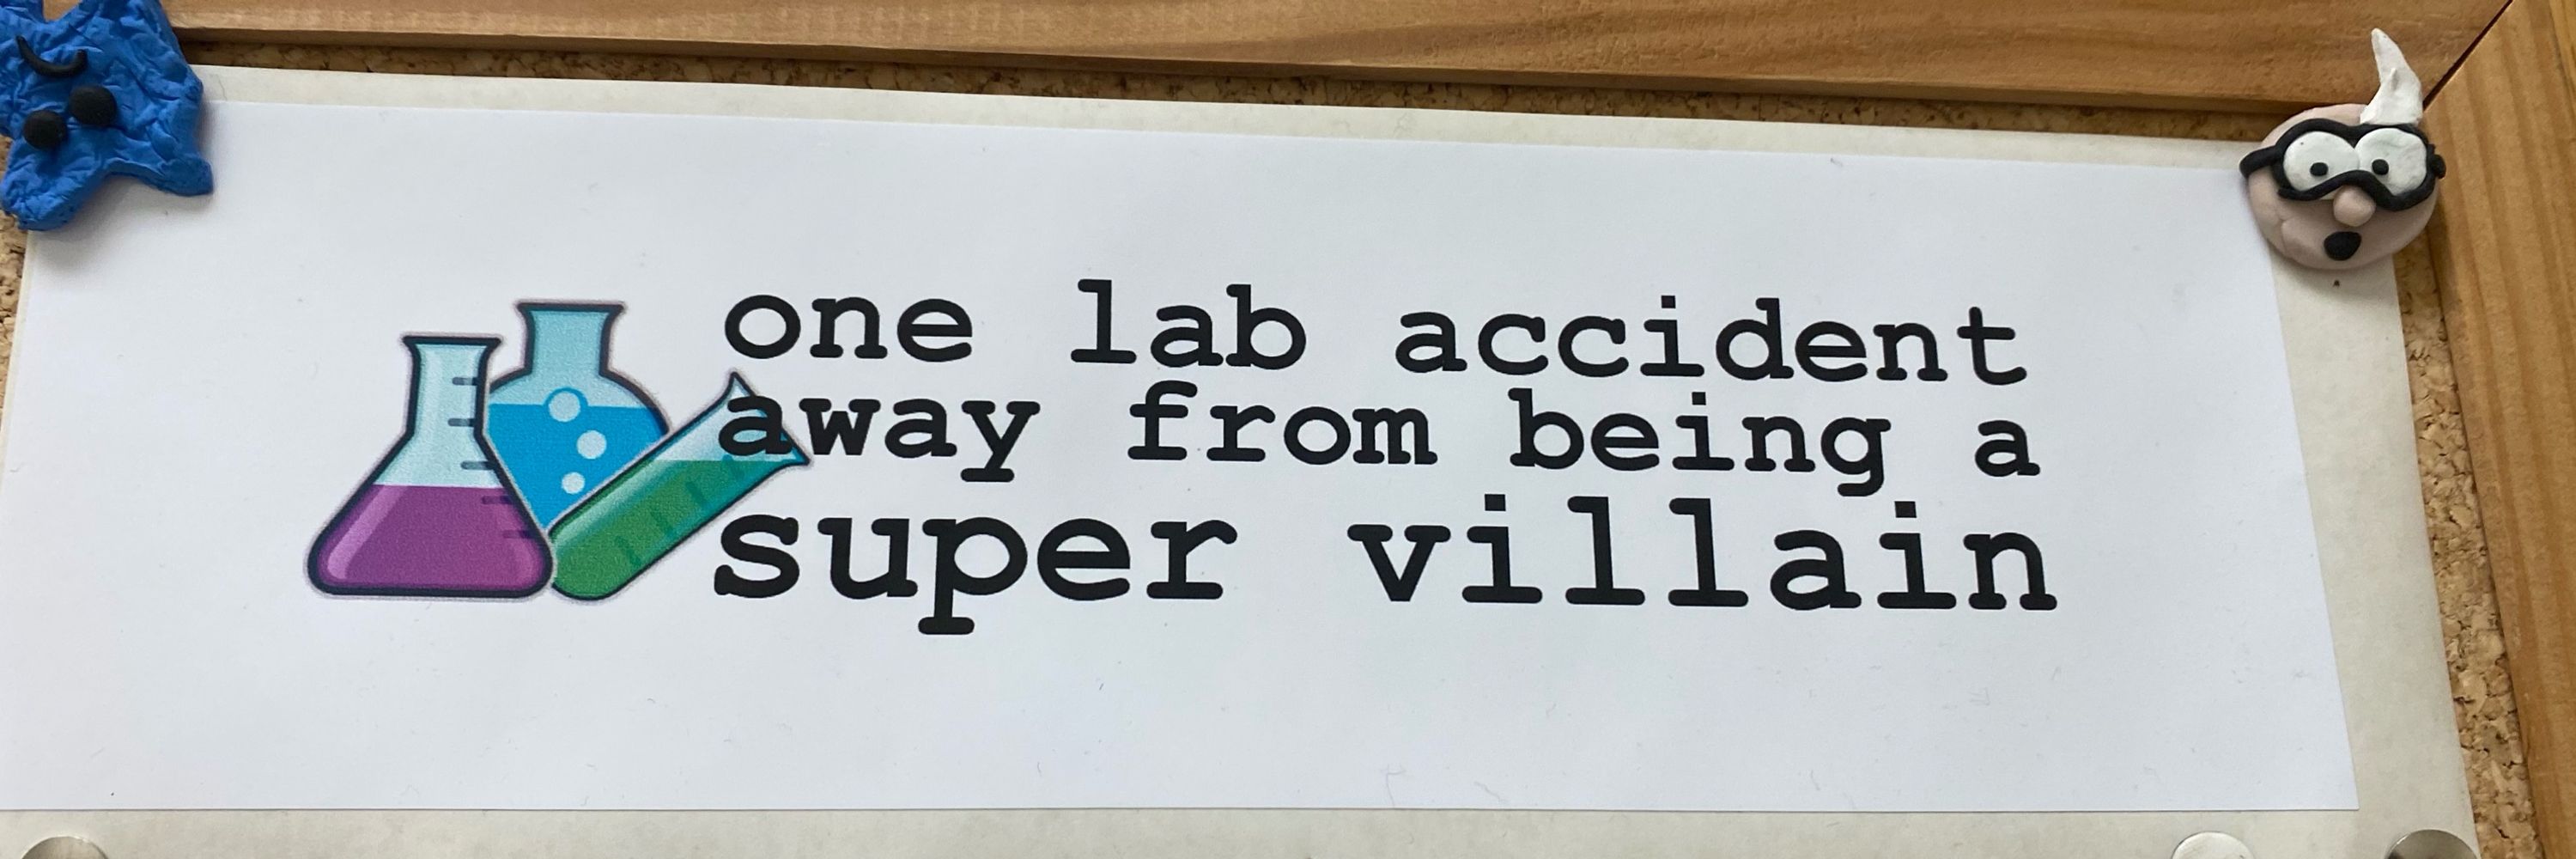 one lab accident
away from being a
super villain